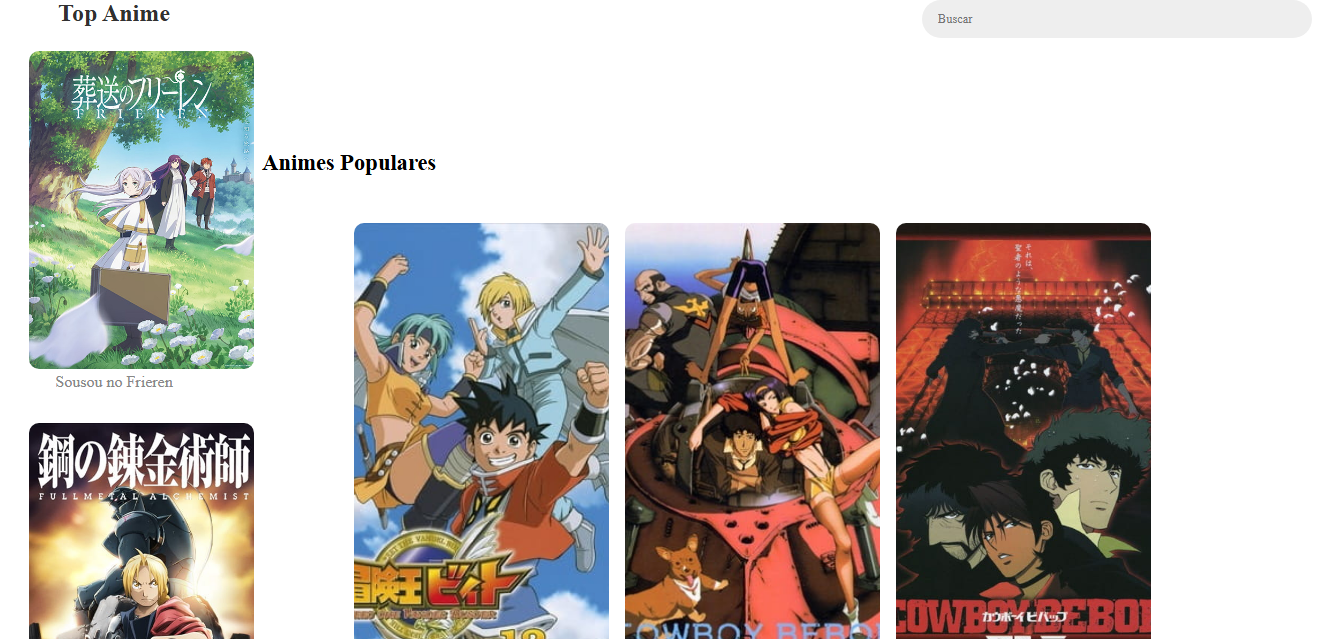 Top Anime
Buscar
葬送のフリーレン
FRIEREN
Animes Populares
それは、
聖者のような悪魔だった
Sousou no Frieren
鋼の錬金術師
FULLMETAL ALCHEMIST
冒険王ビィト
COWBOY BEBO
COWBOY BEBO
カウボーイビバップ